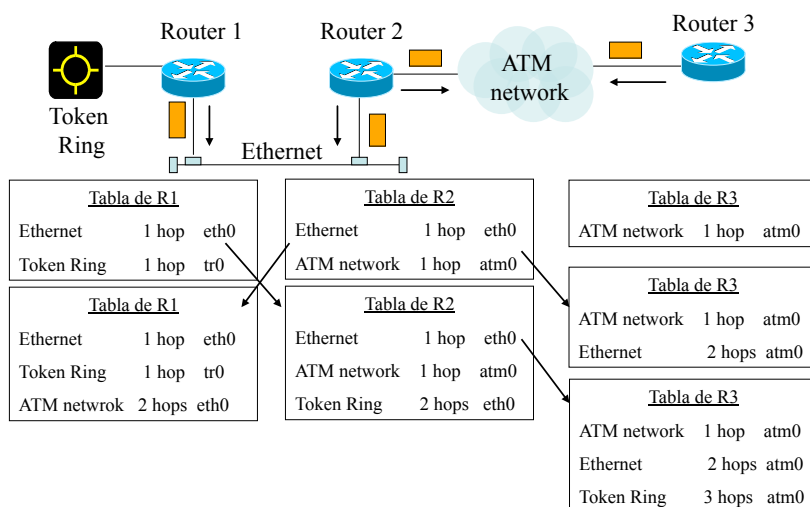 Router 1
Router 2
Router 3
ATM
network
Token
Ring
Ethernet
Tabla de R1
Ethernet 1 hop eth0
Token Ring 1 hop tr0
Tabla de R2
Ethernet 1 hop eth0
ATM network 1 hop atm0
Tabla de R3
ATM network 1 hop atm0
Tabla de R1
Ethernet 1 hop eth0
Token Ring 1 hop tr0
ATM netwrok 2 hops eth0
Tabla de R2
Ethernet 1 hop eth0
ATM network 1 hop atm0
Token Ring 2 hops eth0
Tabla de R3
ATM network 1 hop atm0
Ethernet 2 hops atm0
Tabla de R3
ATM network 1 hop atm0
Ethernet 2 hops atm0
Token Ring 3 hops atm0